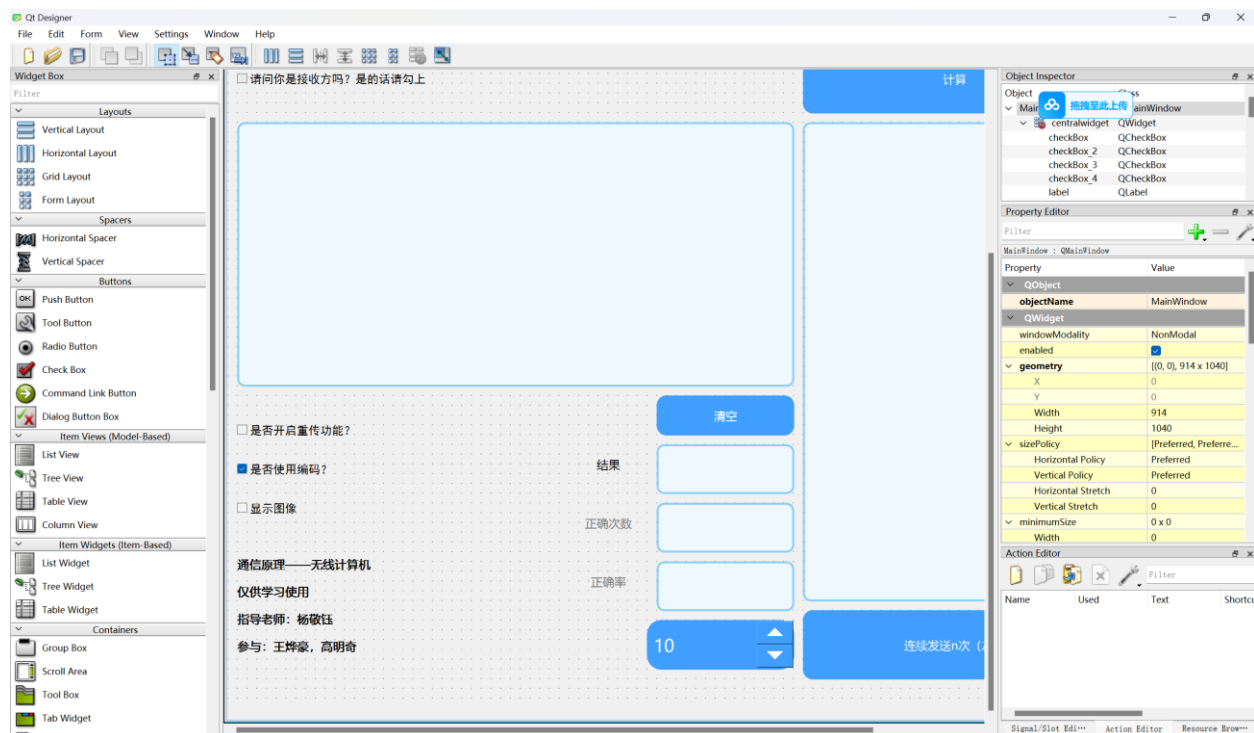 Qt Designer
File Edit Form View Settings Window Help
Widget Box
Filter
Layouts
Vertical Layout
Horizontal Layout
Grid Layout
Form Layout
Spacers
Horizontal Spacer
Vertical Spacer
Buttons
OK Push Button
Tool Button
Radio Button
Check Box
Command Link Button
Dialog Button Box
Item Views (Model-Based)
List View
Tree View
Table View
Column View
Item Widgets (Item-Based)
List Widget
Tree Widget
Table Widget
Containers
Group Box
Scroll Area
Tool Box
Tab Widget
请问你是接收方吗？是的话请勾上
计算
清空
是否开启重传功能？
是否使用编码？
结果
显示图像
正确次数
通信原理——无线计算机
正确率
仅供学习使用
指导老师：杨敬钰
参与：王烨豪，高明奇
10
连续发送n次（
Object Inspector
Object
拖拽至此上传
centralwidget QWidget
checkBox QCheckBox
checkBox_2 QCheckBox
checkBox_3 QCheckBox
checkBox_4 QCheckBox
label QLabel
Property Editor
Filter
MainWindow : QMainWindow
Property Value
QObject
objectName MainWindow
QWidget
windowModality NonModal
enabled
geometry [(0, 0), 914 x 1040]
X 0
Y 0
Width 914
Height 1040
sizePolicy [Preferred, Preferre...
Horizontal Policy Preferred
Vertical Policy Preferred
Horizontal Stretch 0
Vertical Stretch 0
minimumSize 0 x 0
Width 0
Action Editor
Filter
Name Used Text Shortcu
Signal/Slot Edi… Action Editor Resource Brow…